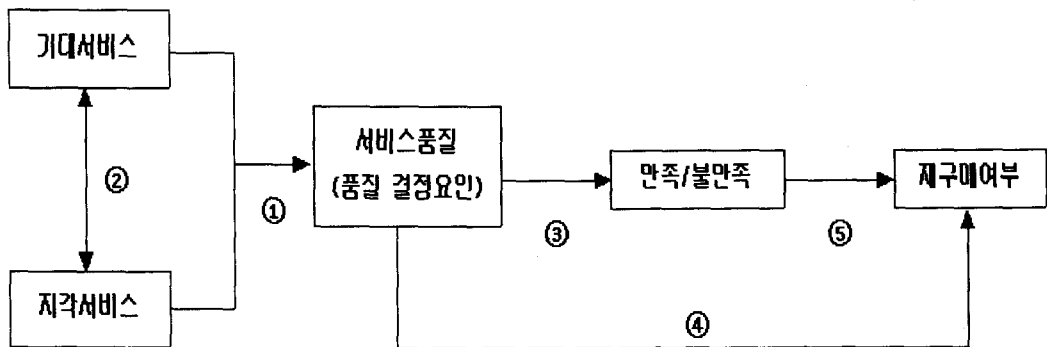 기대서비스
②
지각서비스
①
서비스품질
(품질 결정요인)
③
만족/불만족
⑤
재구매여부
④